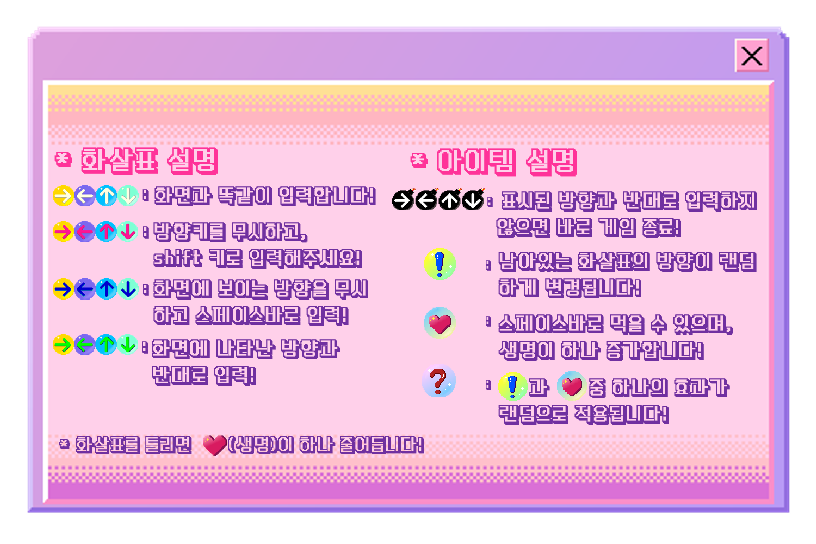 * 화살표 설명
: 화면과 똑같이 입력합니다!
: 방향키를 무시하고,
shift 키로 입력해주세요!
: 화면에 보이는 방향을 무시
하고 스페이스바로 입력!
: 화면에 나타난 방향과
반대로 입력!
* 아이템 설명
: 표시된 방향과 반대로 입력하지
않으면 바로 게임 종료!
: 남아있는 화살표의 방향이 랜덤
하게 변경됩니다!
: 스페이스바로 먹을 수 있으며,
생명이 하나 증가합니다!
: 과 중 하나의 효과가
랜덤으로 적용됩니다!
* 화살표를 틀리면 (생명)이 하나 줄어듭니다!